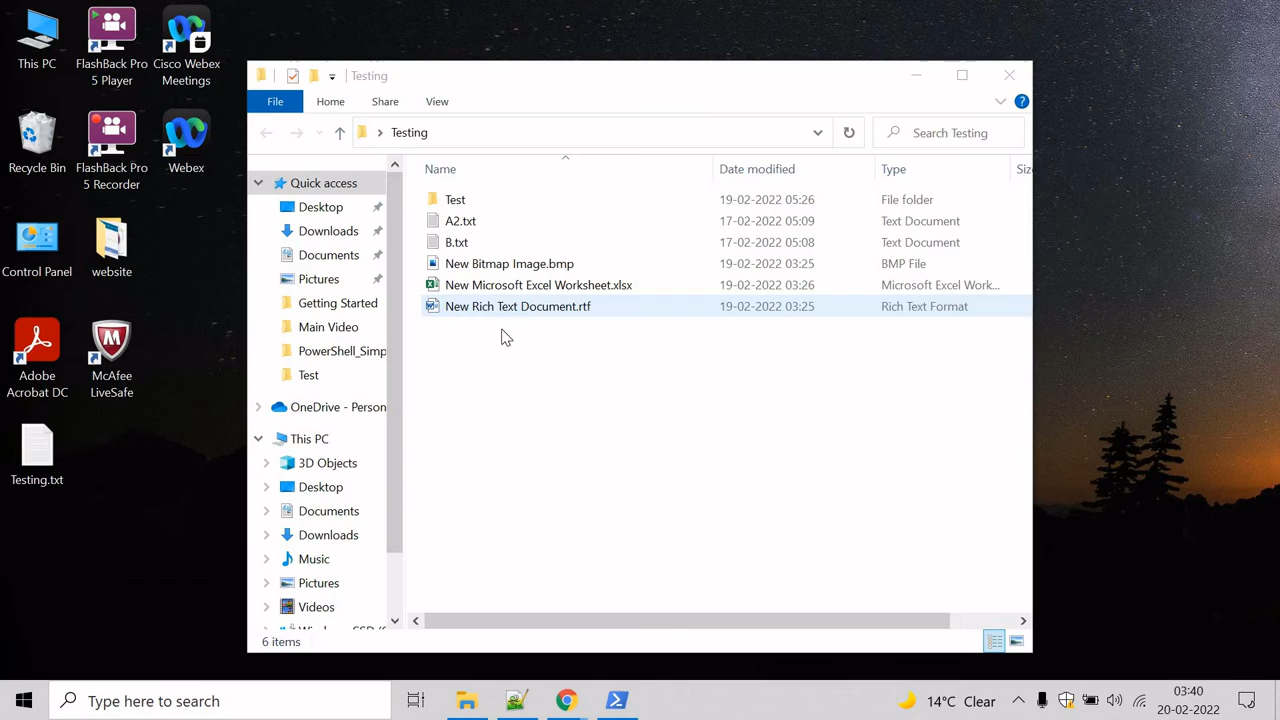 This PC
FlashBack Pro
5 Player
Cisco Webex
Meetings
Recycle Bin
FlashBack Pro
5 Recorder
Webex
Control Panel
website
Adobe
Acrobat DC
McAfee
LiveSafe
Testing.txt
Testing
File
Home
Share
View
Testing
Search Testing
Name
Date modified
Type
Siz
Quick access
Desktop
Downloads
Documents
Pictures
Getting Started
Main Video
PowerShell_Simp
Test
OneDrive - Person
This PC
3D Objects
Desktop
Documents
Downloads
Music
Pictures
Videos
Test 19-02-2022 05:26 File folder
A2.txt 17-02-2022 05:09 Text Document
B.txt 17-02-2022 05:08 Text Document
New Bitmap Image.bmp 19-02-2022 03:25 BMP File
New Microsoft Excel Worksheet.xlsx 19-02-2022 03:26 Microsoft Excel Work...
New Rich Text Document.rtf 19-02-2022 03:25 Rich Text Format
6 items
Type here to search
14°C Clear
03:40
20-02-2022